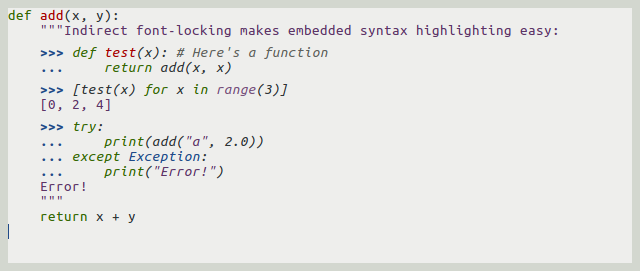 def add(x, y):
    """Indirect font-locking makes embedded syntax highlighting easy:
    >>> def test(x): # Here's a function
    ...     return add(x, x)
    >>> [test(x) for x in range(3)]
    [0, 2, 4]
    >>> try:
    ...     print(add("a", 2.0))
    ... except Exception:
    ...     print("Error!")
    Error!
    """
    return x + y